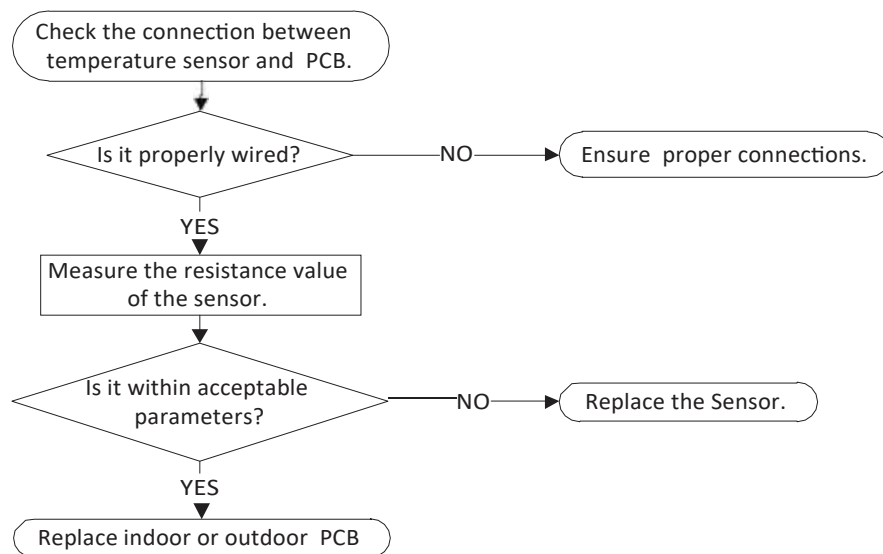 Check the connection between
temperature sensor and PCB.
Is it properly wired?
NO
Ensure proper connections.
YES
Measure the resistance value
of the sensor.
Is it within acceptable
parameters?
NO
Replace the Sensor.
YES
Replace indoor or outdoor PCB